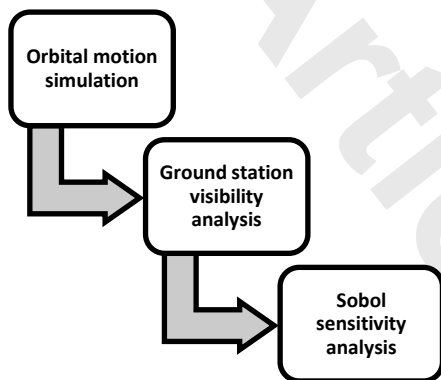 Orbital motion
simulation
Ground station
visibility
analysis
Sobol
sensitivity
analysis